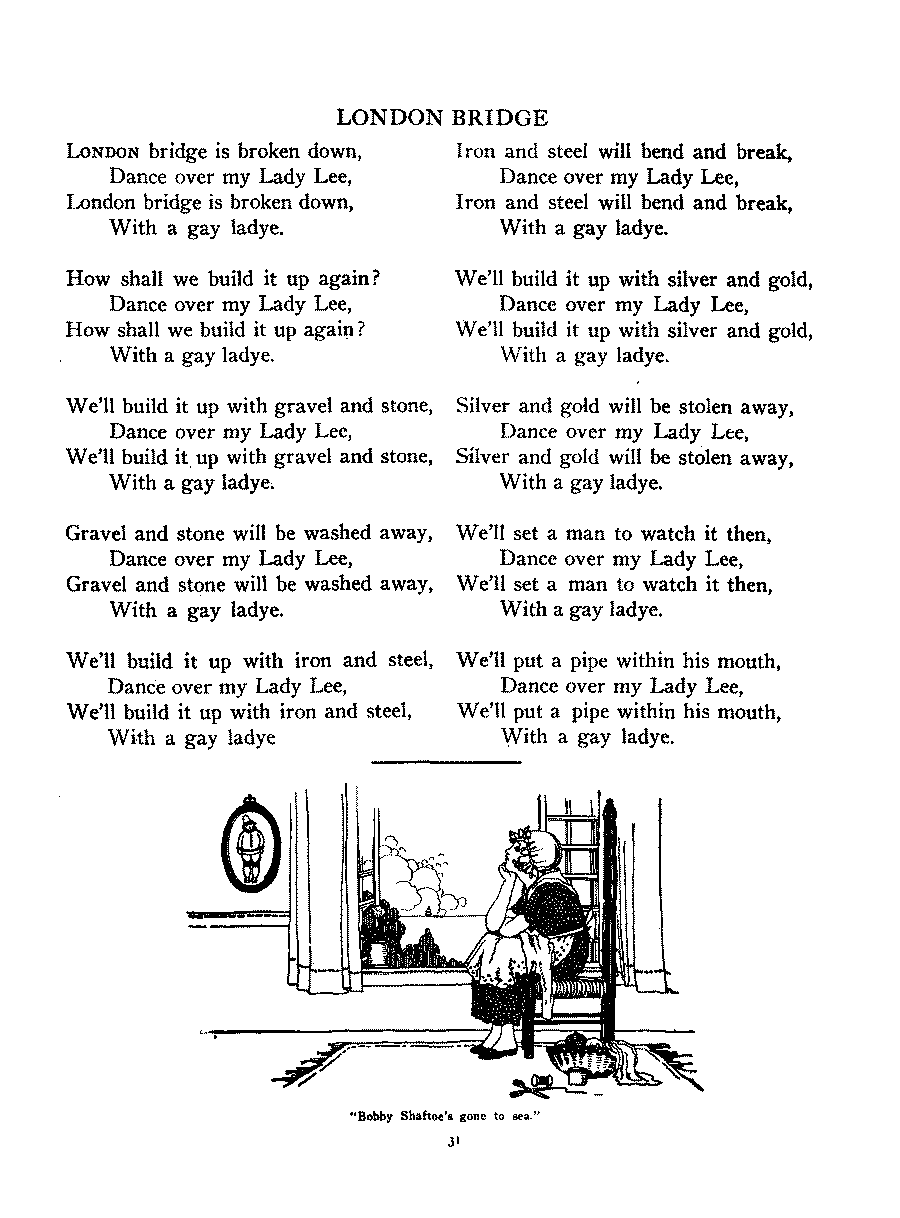 LONDON BRIDGE
LONDON bridge is broken down,
Dance over my Lady Lee,
London bridge is broken down,
With a gay ladye.
How shall we build it up again?
Dance over my Lady Lee,
How shall we build it up again?
With a gay ladye.
We'll build it up with gravel and stone,
Dance over my Lady Lee,
We'll build it up with gravel and stone,
With a gay ladye.
Gravel and stone will be washed away,
Dance over my Lady Lee,
Gravel and stone will be washed away,
With a gay ladye.
We'll build it up with iron and steel,
Dance over my Lady Lee,
We'll build it up with iron and steel,
With a gay ladye
Iron and steel will bend and break,
Dance over my Lady Lee,
Iron and steel will bend and break,
With a gay ladye.
We'll build it up with silver and gold,
Dance over my Lady Lee,
We'll build it up with silver and gold,
With a gay ladye.
Silver and gold will be stolen away,
Dance over my Lady Lee,
Silver and gold will be stolen away,
With a gay ladye.
We'll set a man to watch it then,
Dance over my Lady Lee,
We'll set a man to watch it then,
With a gay ladye.
We'll put a pipe within his mouth,
Dance over my Lady Lee,
We'll put a pipe within his mouth,
With a gay ladye.
"Bobby Shaftoe's gone to sea."
31